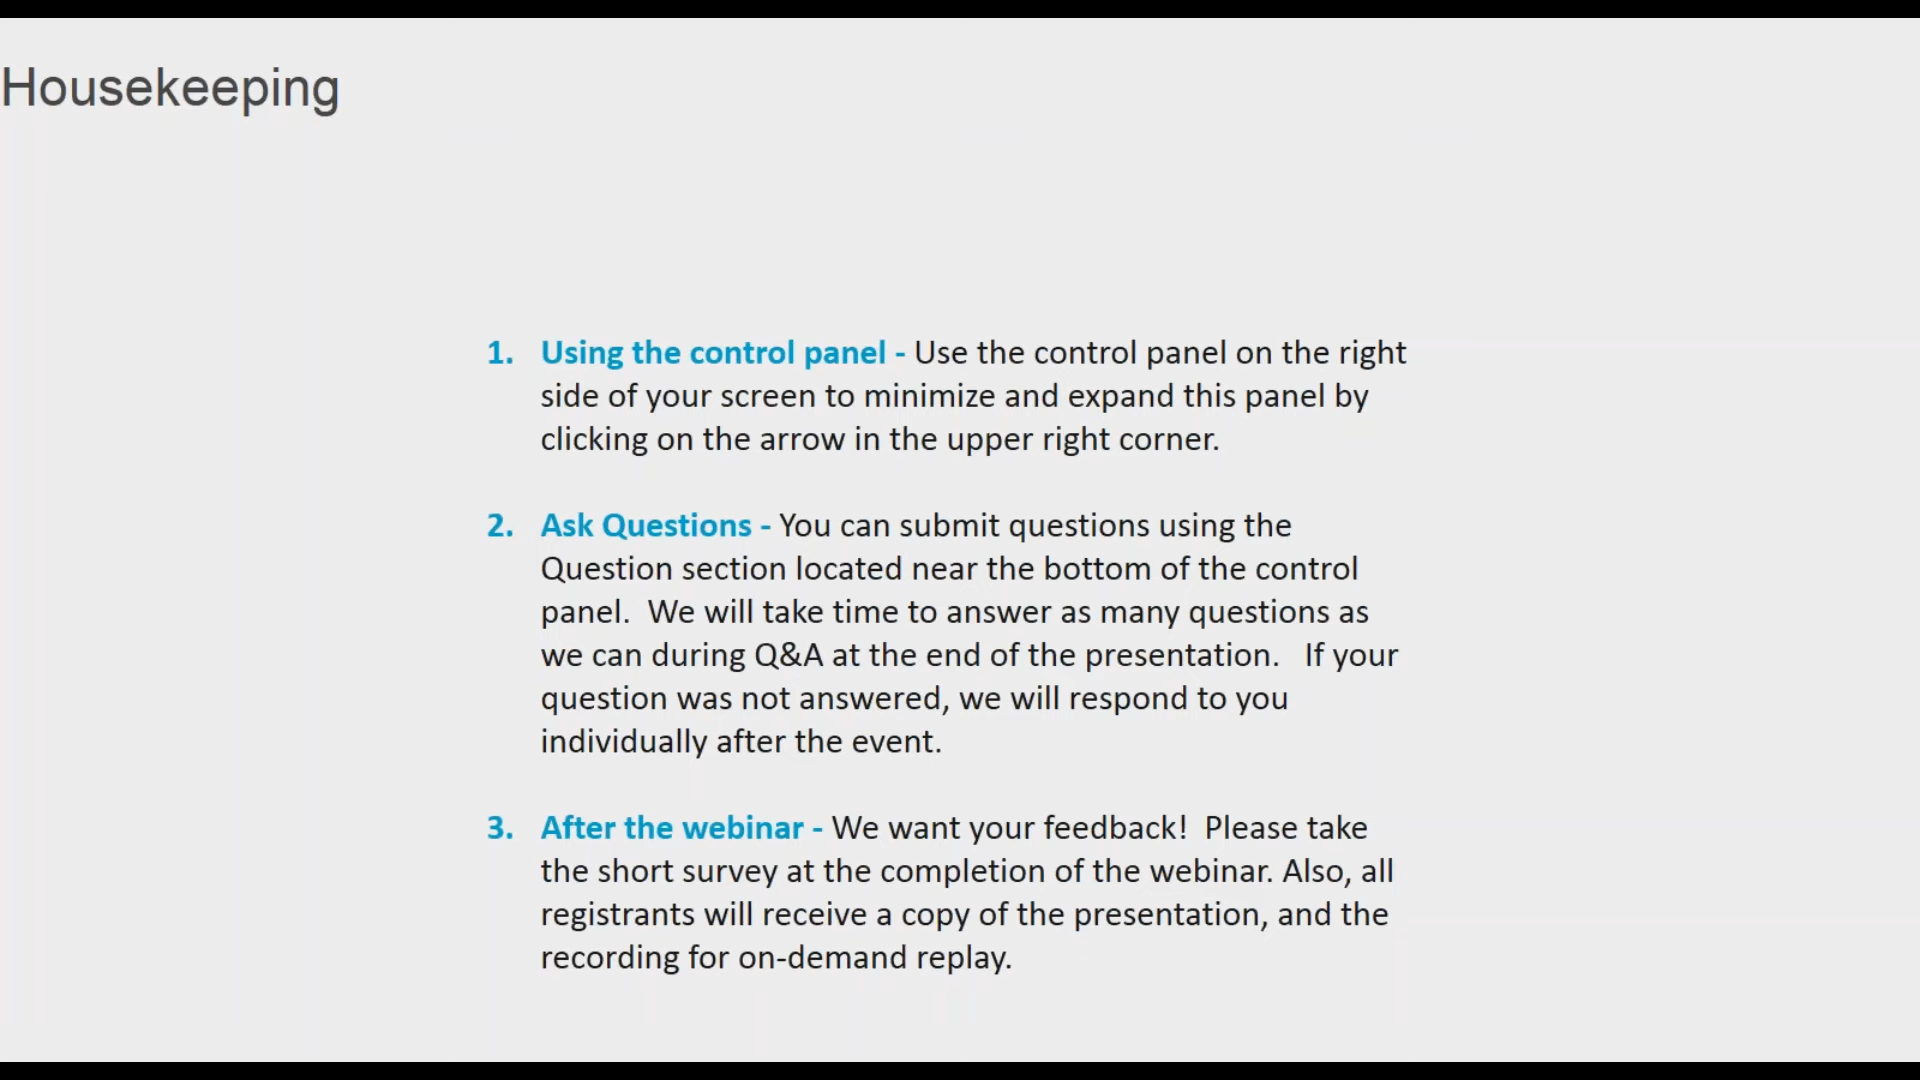 Housekeeping
1. Using the control panel - Use the control panel on the right
side of your screen to minimize and expand this panel by
clicking on the arrow in the upper right corner.
2. Ask Questions - You can submit questions using the
Question section located near the bottom of the control
panel.  We will take time to answer as many questions as
we can during Q&A at the end of the presentation.   If your
question was not answered, we will respond to you
individually after the event.
3. After the webinar - We want your feedback!  Please take
the short survey at the completion of the webinar. Also, all
registrants will receive a copy of the presentation, and the
recording for on-demand replay.